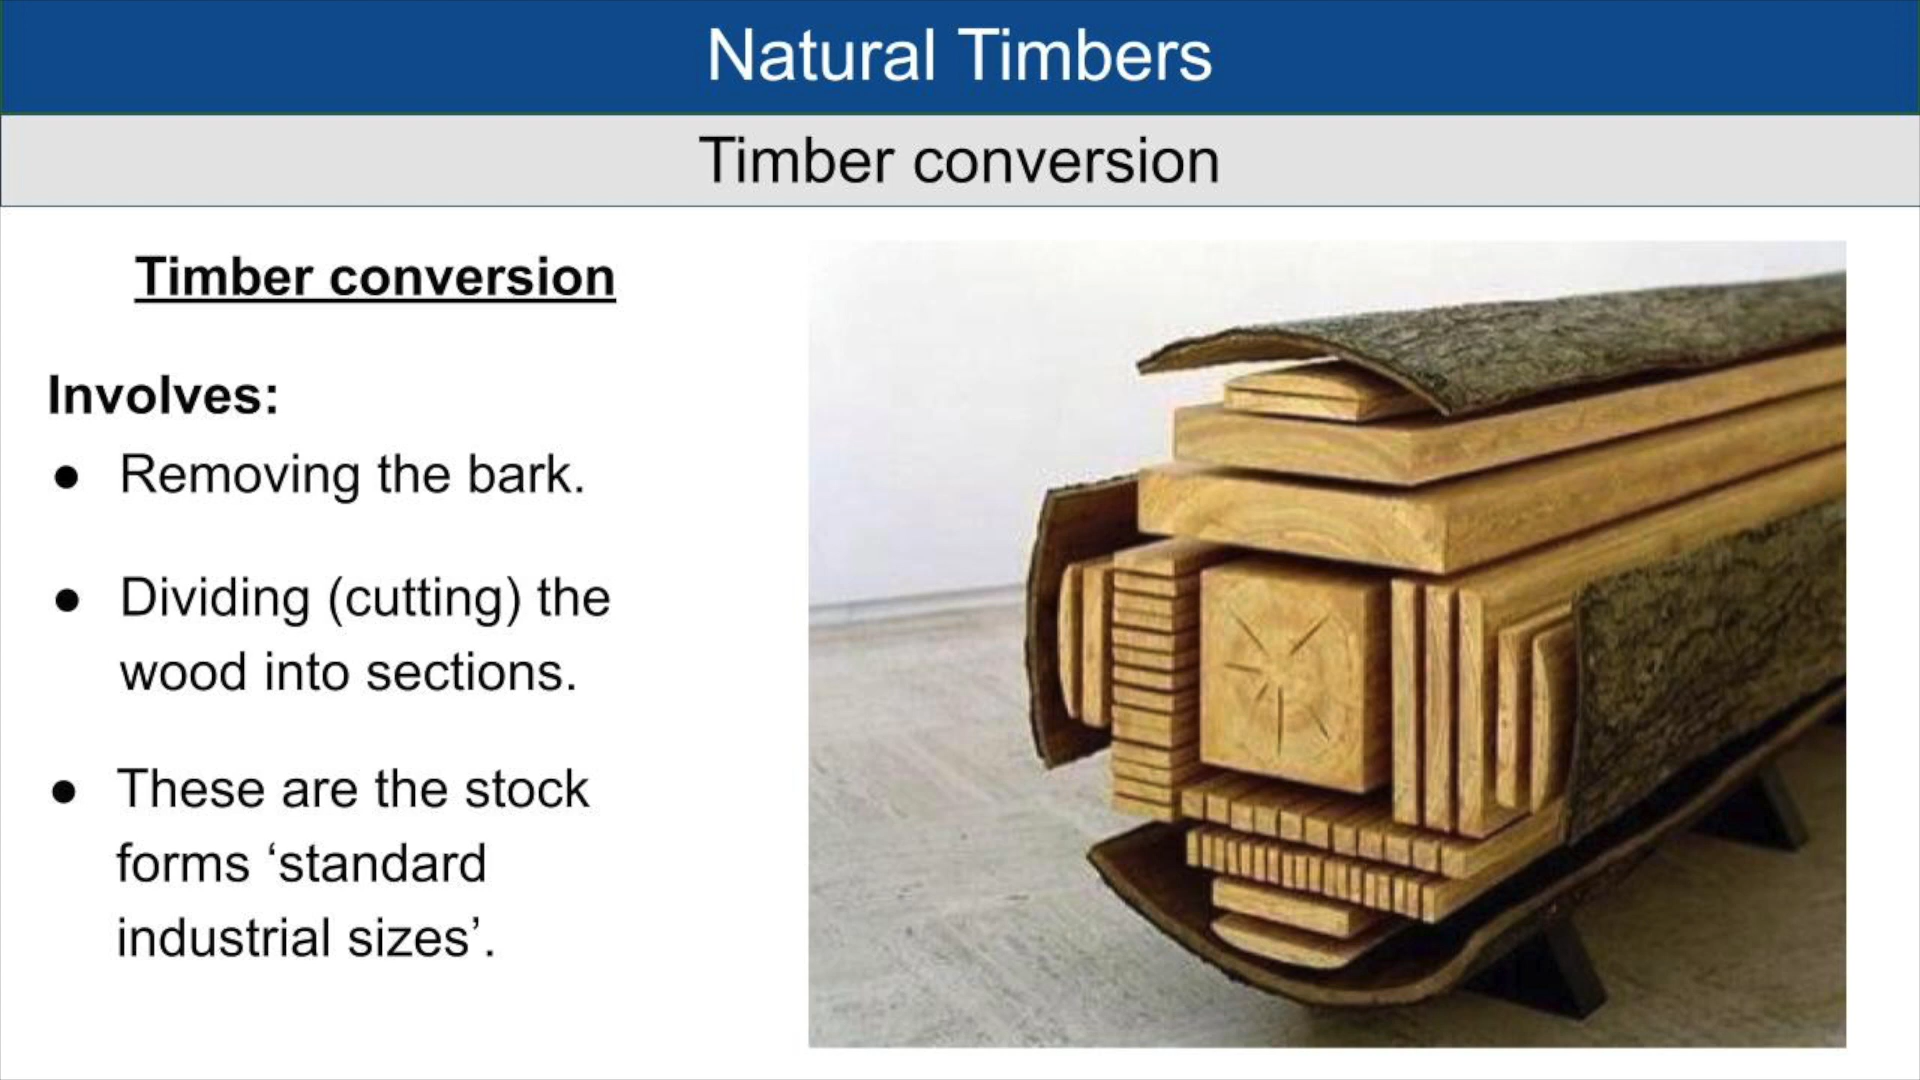 Natural Timbers
Timber conversion
Timber conversion
Involves:
● Removing the bark.
● Dividing (cutting) the
wood into sections.
● These are the stock
forms ‘standard
industrial sizes’.